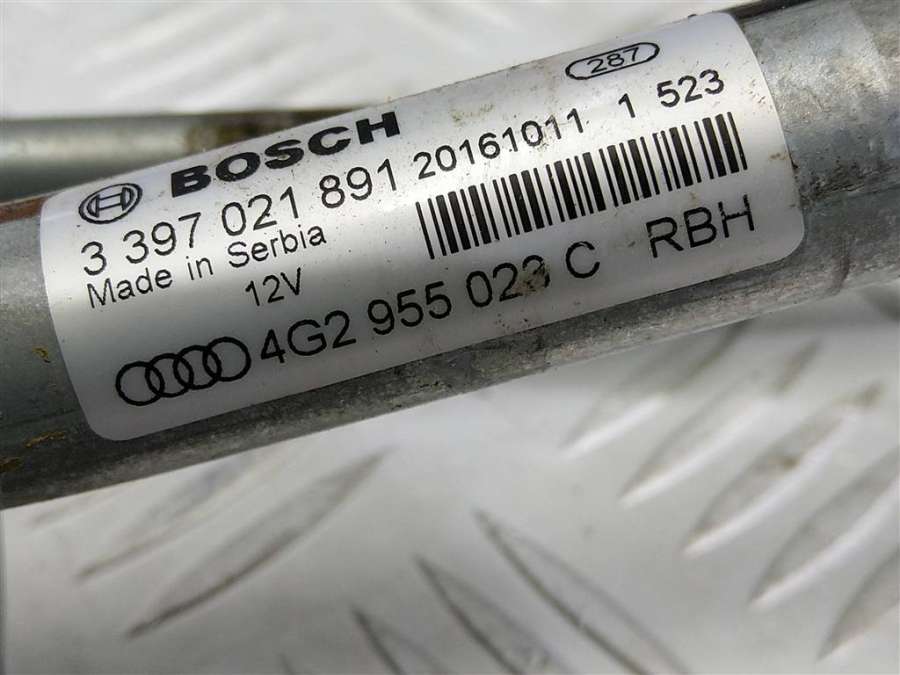 287
BOSCH 20161011 1 523
3 397 021 891
Made in Serbia
12V
4G2 955 023 C RBH